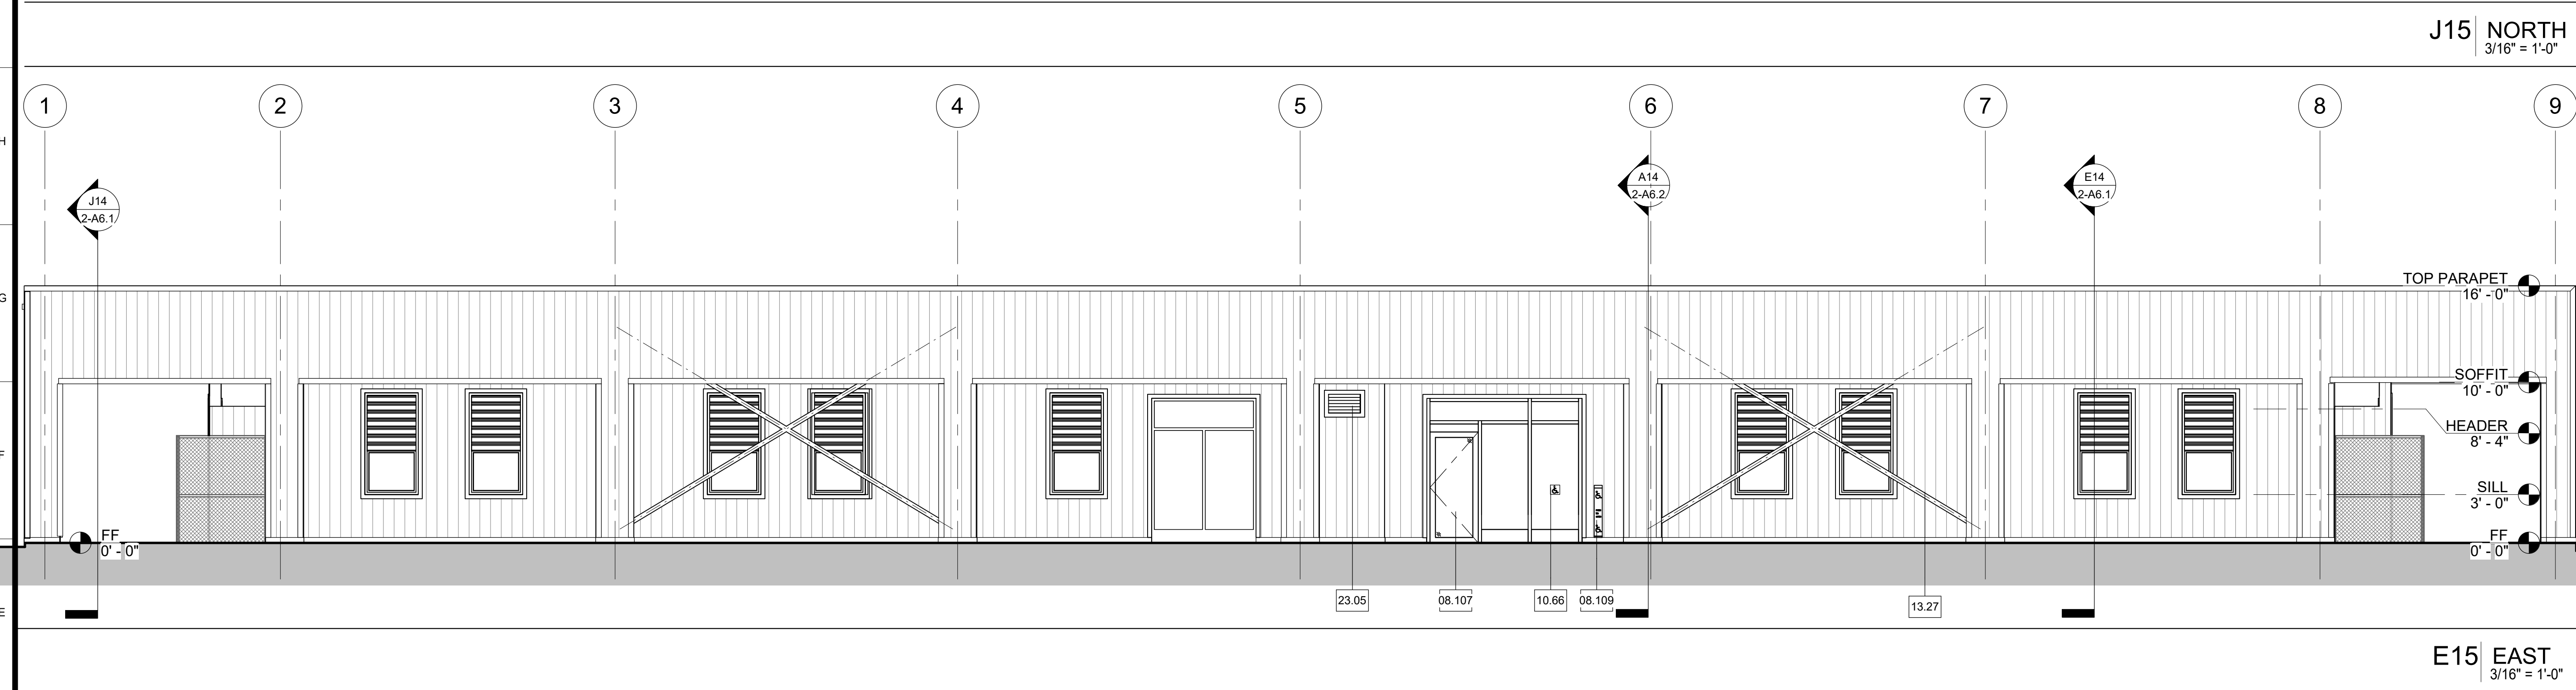 J15 NORTH
3/16" = 1'-0"
1 2 3 4 5 6 7 8 9
H
J14
2-A6.1
A14
2-A6.2
E14
2-A6.1
G
TOP PARAPET
16' - 0"
SOFFIT
10' - 0"
HEADER
8' - 4"
F
SILL
3' - 0"
FF
0' - 0"
FF
0' - 0"
23.05
08.107
10.66
08.109
13.27
E
E15 EAST
3/16" = 1'-0"